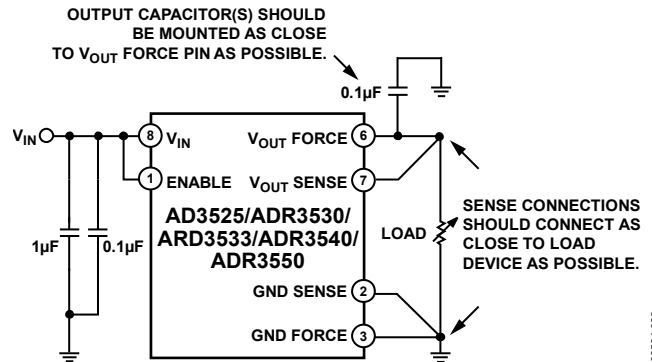 OUTPUT CAPACITOR(S) SHOULD
BE MOUNTED AS CLOSE
TO VOUT FORCE PIN AS POSSIBLE.
0.1µF
VIN
8
VIN
VOUT FORCE
6
1
ENABLE
VOUT SENSE
7
AD3525/ADR3530/
ARD3533/ADR3540/
ADR3550
1µF
0.1µF
LOAD
SENSE CONNECTIONS
SHOULD CONNECT AS
CLOSE TO LOAD
DEVICE AS POSSIBLE.
GND SENSE
2
GND FORCE
3